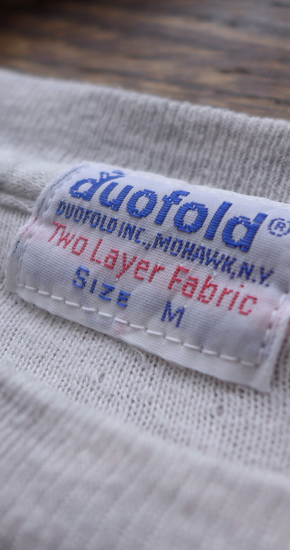 duofold®
DUOFOLD INC., MOHAWK, N.Y.
Two Layer Fabric
Size M